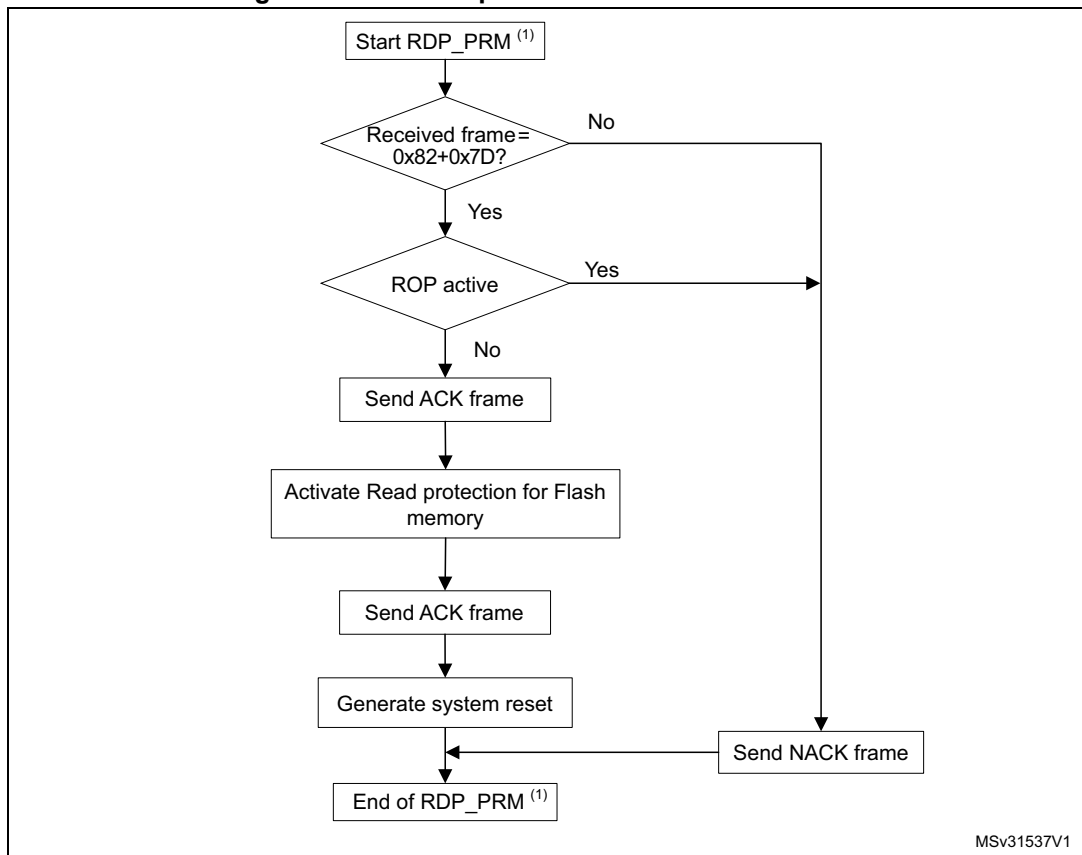 Start RDP_PRM (1)
Received frame=
0x82+0x7D?
No
Yes
ROP active
Yes
No
Send ACK frame
Activate Read protection for Flash
memory
Send ACK frame
Generate system reset
Send NACK frame
End of RDP_PRM (1)
MSv31537V1